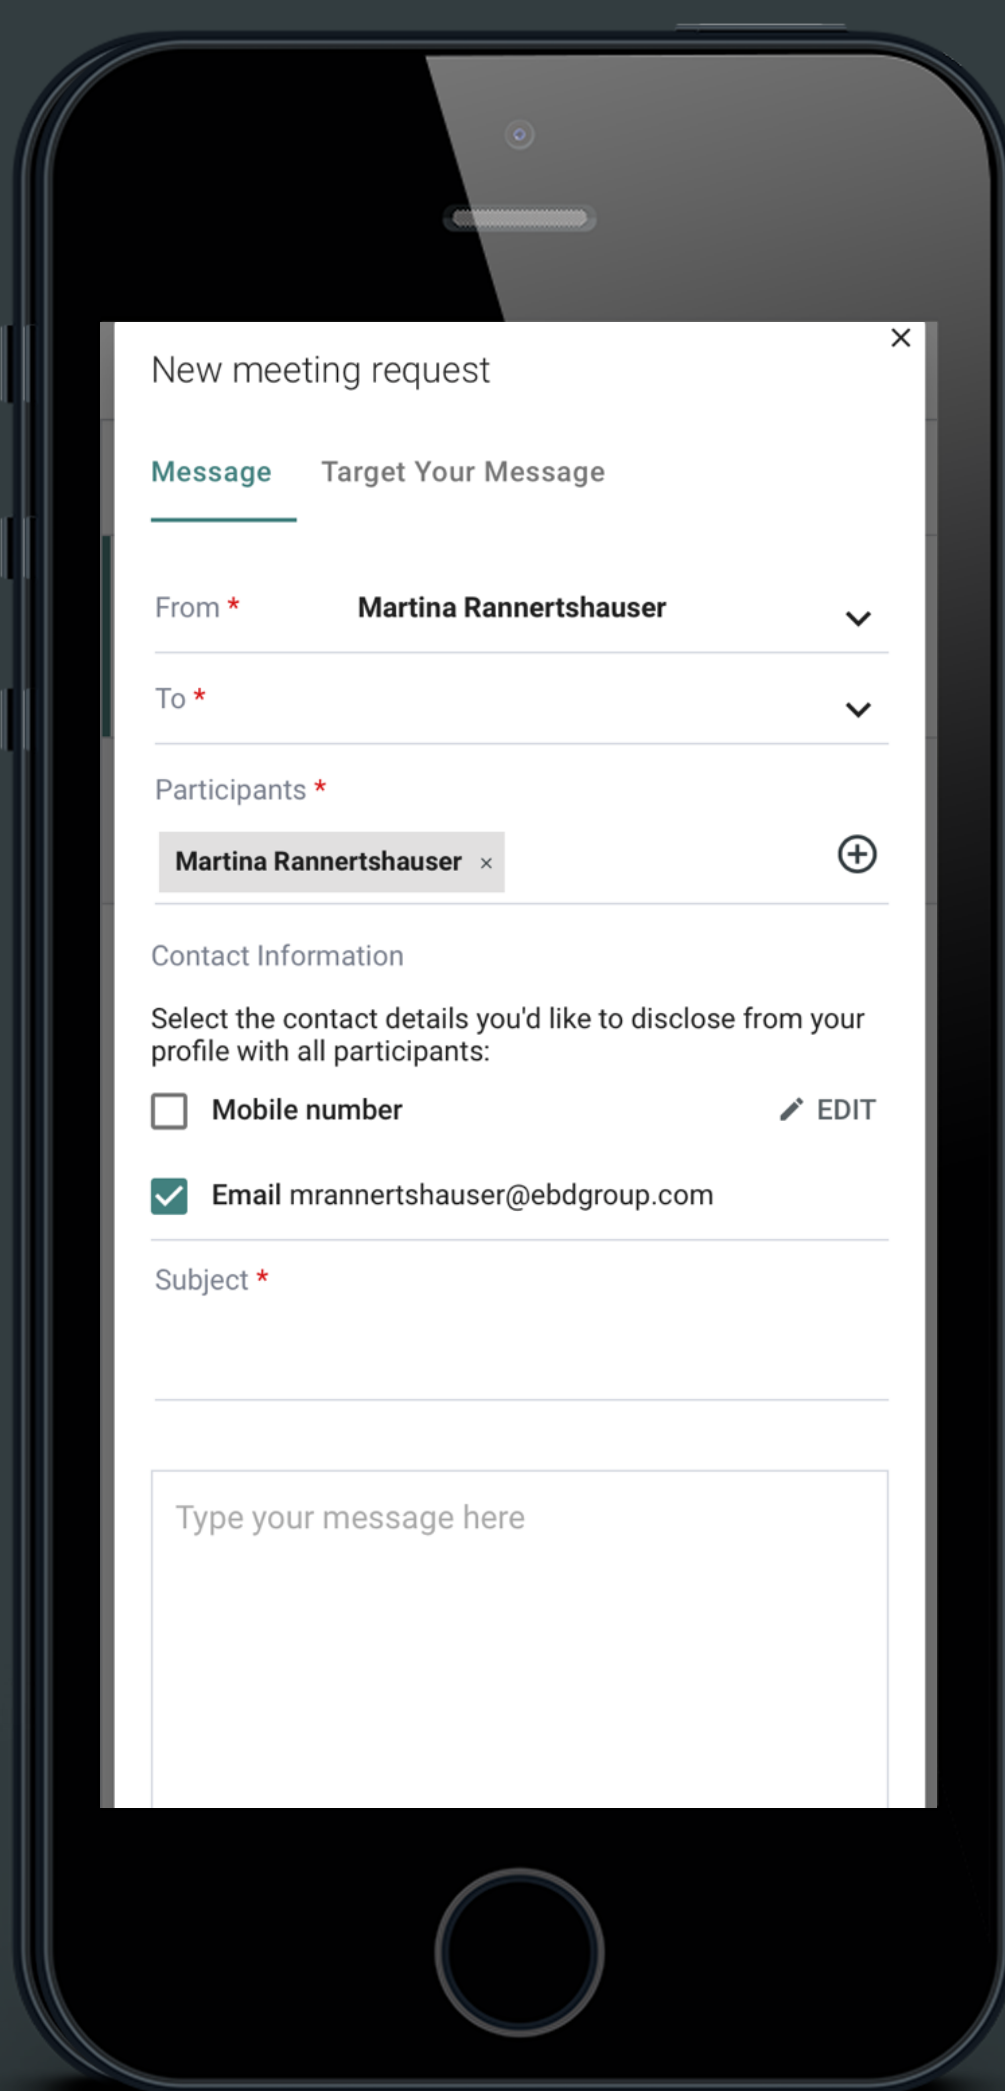 New meeting request
Message Target Your Message
From * Martina Rannertshauser
To *
Participants *
Martina Rannertshauser ×
Contact Information
Select the contact details you'd like to disclose from your
profile with all participants:
Mobile number EDIT
Email mrannertshauser@ebdgroup.com
Subject *
Type your message here